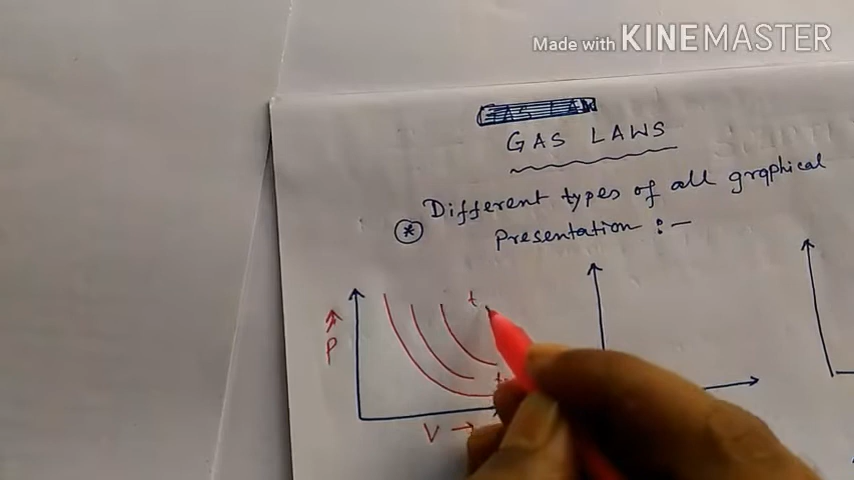 Made with KINEMASTER
GAS LAWS
* Different types of all graphical
presentation :-
t
P
t
V